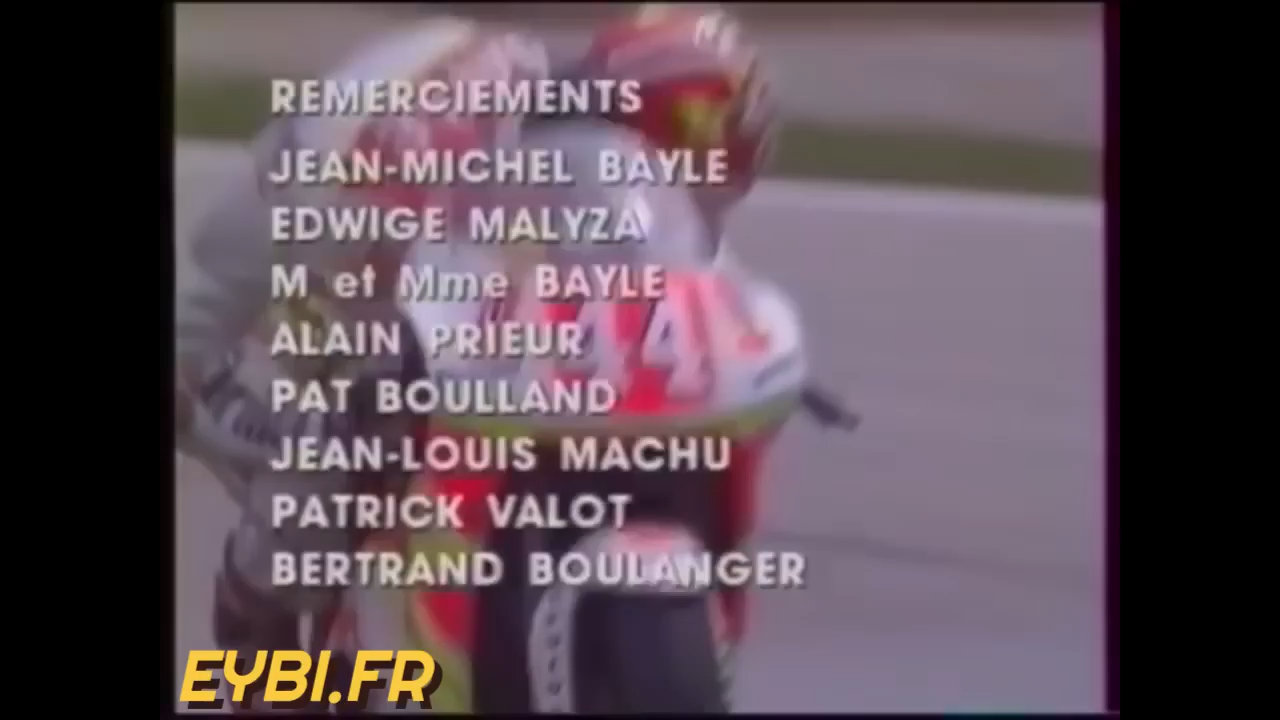 REMERCIEMENTS
JEAN-MICHEL BAYLE
EDWIGE MALYZA
M et Mme BAYLE
ALAIN PRIEUR
PAT BOULLAND
JEAN-LOUIS MACHU
PATRICK VALOT
BERTRAND BOULANGER
44
EYBI.FR